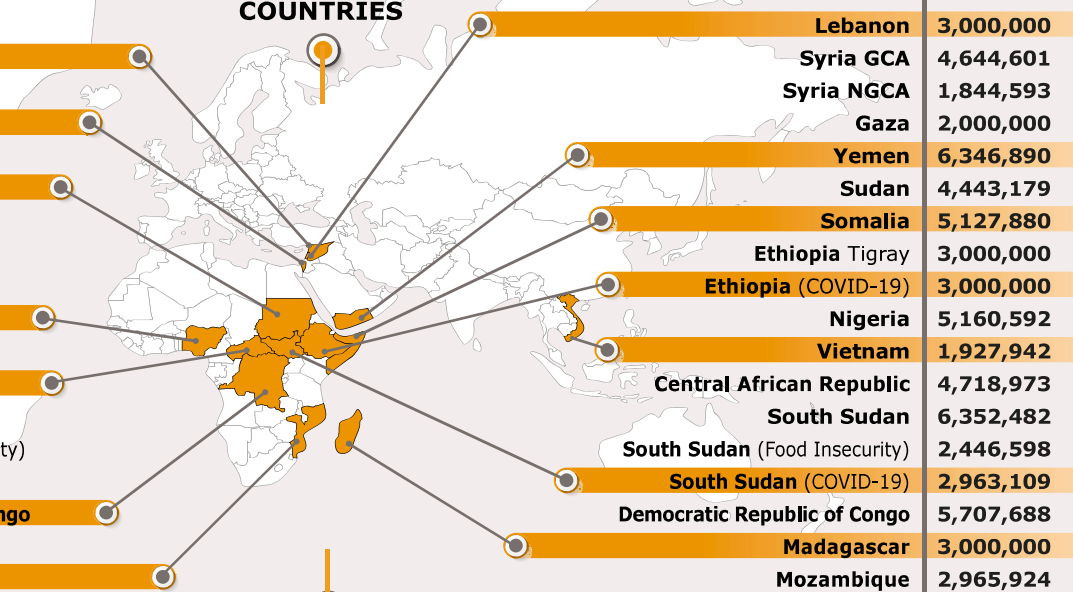 COUNTRIES
Lebanon 3,000,000
Syria GCA 4,644,601
Syria NGCA 1,844,593
Gaza 2,000,000
Yemen 6,346,890
Sudan 4,443,179
Somalia 5,127,880
Ethiopia Tigray 3,000,000
Ethiopia (COVID-19) 3,000,000
Nigeria 5,160,592
Vietnam 1,927,942
Central African Republic 4,718,973
South Sudan 6,352,482
ty)
South Sudan (Food Insecurity) 2,446,598
South Sudan (COVID-19) 2,963,109
ngo
Democratic Republic of Congo 5,707,688
Madagascar 3,000,000
Mozambique 2,965,924